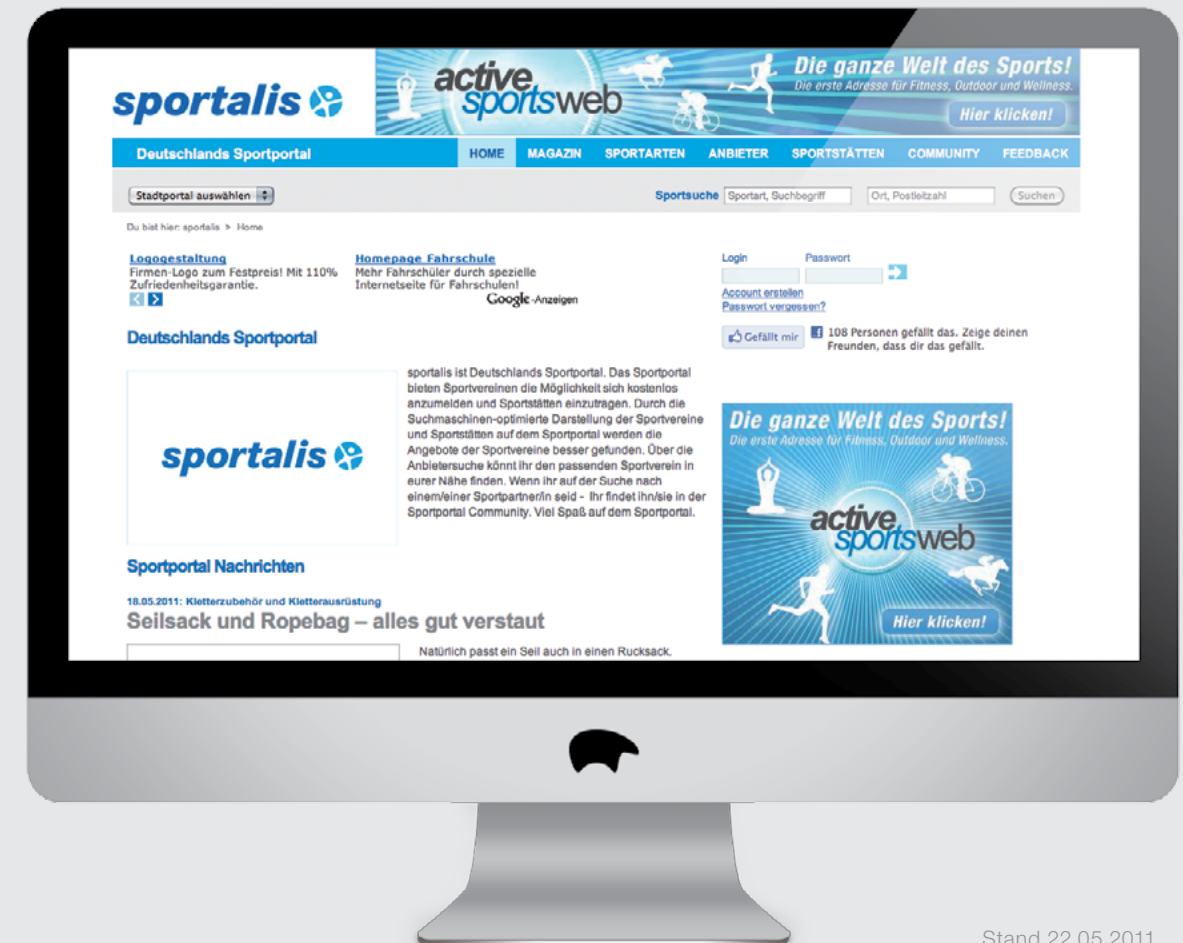 sportalis
active
sportsweb
Die ganze Welt des Sports!
Die erste Adresse für Fitness, Outdoor und Wellness.
Hier klicken!
Deutschlands Sportportal
HOME MAGAZIN SPORTARTEN ANBIETER SPORTSTÄTTEN COMMUNITY FEEDBACK
Stadtportal auswählen
Sportsuche Sportart, Suchbegriff Ort, Postleitzahl Suchen
Du bist hier: sportalis > Home
Logogestaltung
Firmen-Logo zum Festpreis! Mit 110%
Zufriedenheitsgarantie.
Homepage Fahrschule
Mehr Fahrschüler durch spezielle
Internetseite für Fahrschulen!
Google-Anzeigen
Login Passwort
Account erstellen
Passwort vergessen?
Gefällt mir
108 Personen gefällt das. Zeige deinen
Freunden, dass dir das gefällt.
Deutschlands Sportportal
sportalis
sportalis ist Deutschlands Sportportal. Das Sportportal
bieten Sportvereinen die Möglichkeit sich kostenlos
anzumelden und Sportstätten einzutragen. Durch die
Suchmaschinen-optimierte Darstellung der Sportvereine
und Sportstätten auf dem Sportportal werden die
Angebote der Sportvereine besser gefunden. Über die
Anbietersuche könnt ihr den passenden Sportverein in
eurer Nähe finden. Wenn ihr auf der Suche nach
einem/einer Sportpartner/in seid - Ihr findet ihn/sie in der
Sportportal Community. Viel Spaß auf dem Sportportal.
Die ganze Welt des Sports!
Die erste Adresse für Fitness, Outdoor und Wellness.
active
sportsweb
Hier klicken!
Sportportal Nachrichten
18.05.2011: Kletterzubehör und Kletterausrüstung
Seilsack und Ropebag – alles gut verstaut
Natürlich passt ein Seil auch in einen Rucksack.
Stand 22.05.2011